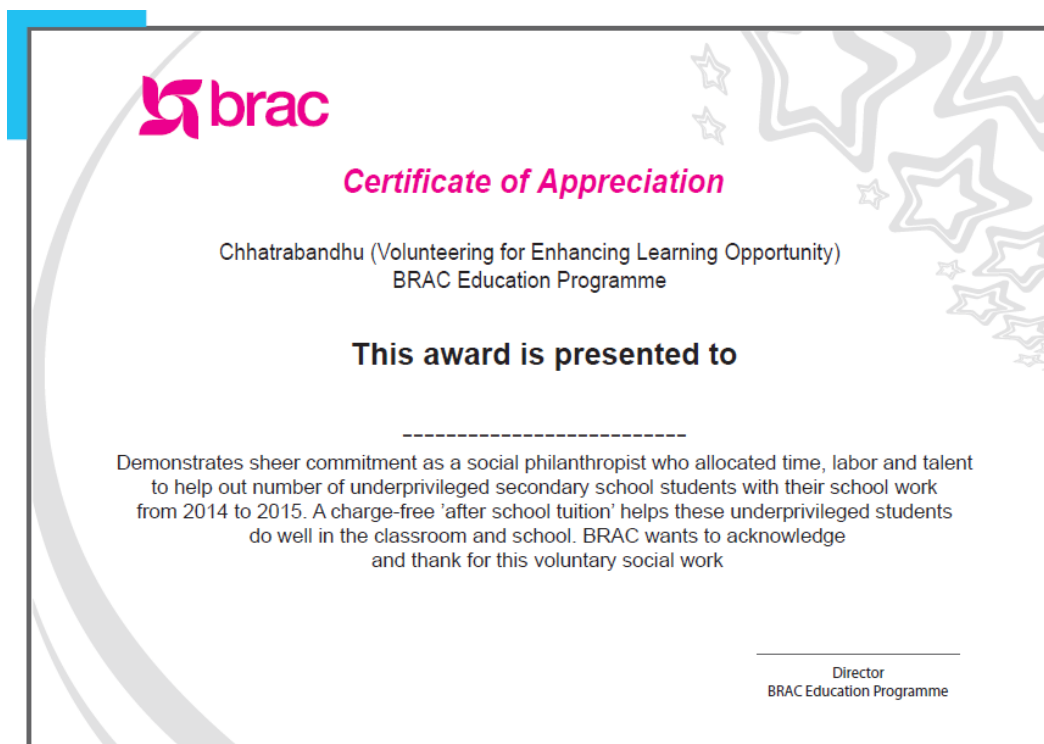 brac
Certificate of Appreciation
Chhatrabandhu (Volunteering for Enhancing Learning Opportunity)
BRAC Education Programme
This award is presented to
--------------------------
Demonstrates sheer commitment as a social philanthropist who allocated time, labor and talent
to help out number of underprivileged secondary school students with their school work
from 2014 to 2015. A charge-free ’after school tuition’ helps these underprivileged students
do well in the classroom and school. BRAC wants to acknowledge
and thank for this voluntary social work
Director
BRAC Education Programme